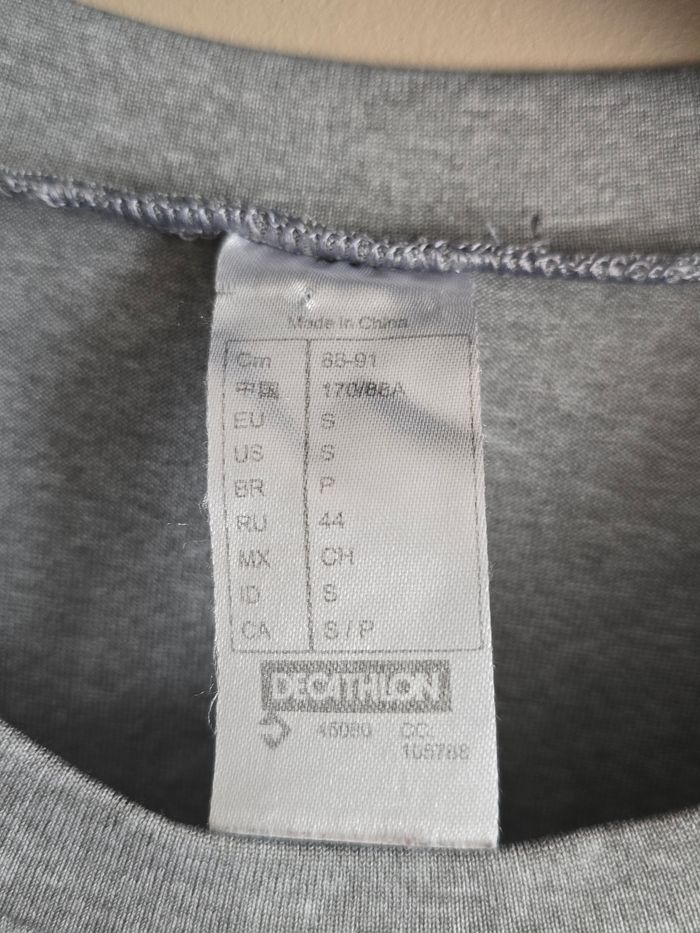 Made in China
Cm 88-91
中国 170/88A
EU S
US S
BR P
RU 44
MX CH
ID S
CA S / P
DECATHLON
45080 CC:
105788